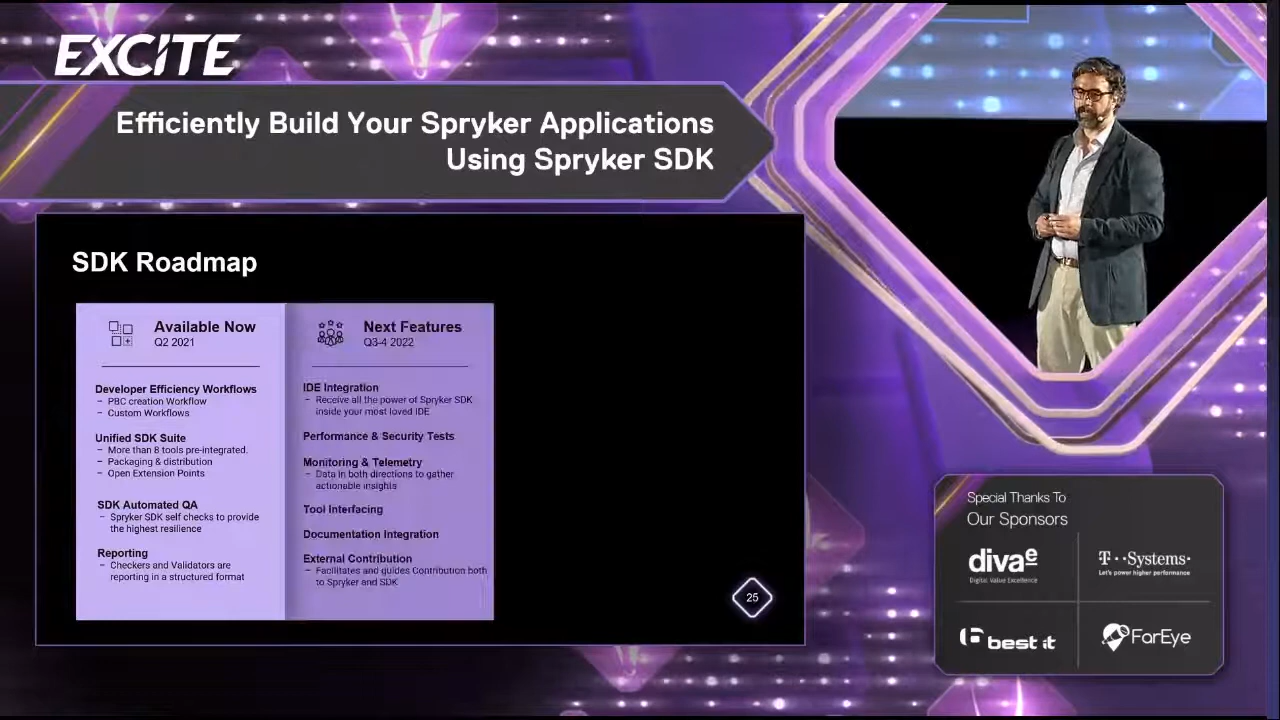 EXCITE
Efficiently Build Your Spryker Applications
Using Spryker SDK
SDK Roadmap
Available Now
Q2 2021
Developer Efficiency Workflows
– PBC creation Workflow
– Custom Workflows
Unified SDK Suite
– More than 8 tools pre-integrated.
– Packaging & distribution
– Open Extension Points
SDK Automated QA
– Spryker SDK self checks to provide
the highest resilience
Reporting
– Checkers and Validators are
reporting in a structured format
Next Features
Q3-4 2022
IDE Integration
– Receive all the power of Spryker SDK
inside your most loved IDE
Performance & Security Tests
Monitoring & Telemetry
– Data in both directions to gather
actionable insights
Tool Interfacing
Documentation Integration
External Contribution
– Facilitates and guides Contribution both
to Spryker and SDK
25
Special Thanks To
Our Sponsors
divae
Digital Value Excellence
T··Systems·
Let's power higher performance
best it
FarEye